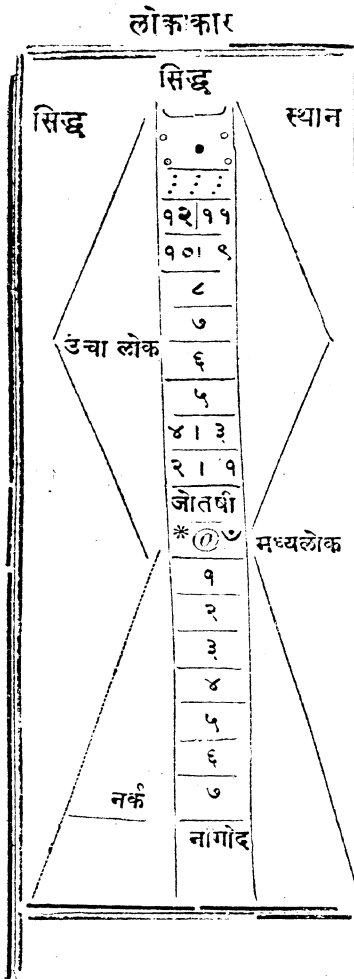 लोकाकार
सिद्ध
सिद्ध स्थान
१२|११
१०। ९
८
७
उंचा लोक ६
५
४। ३
२। १
जोतषी
मध्यलोक
१
२
३
४
५
६
७
नर्क
नागोद